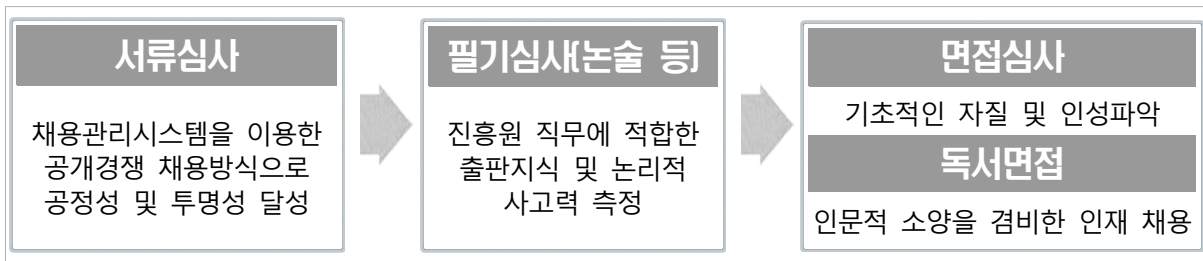 서류심사
채용관리시스템을 이용한
공개경쟁 채용방식으로
공정성 및 투명성 달성
필기심사(논술 등)
진흥원 직무에 적합한
출판지식 및 논리적
사고력 측정
면접심사
기초적인 자질 및 인성파악
독서면접
인문적 소양을 겸비한 인재 채용